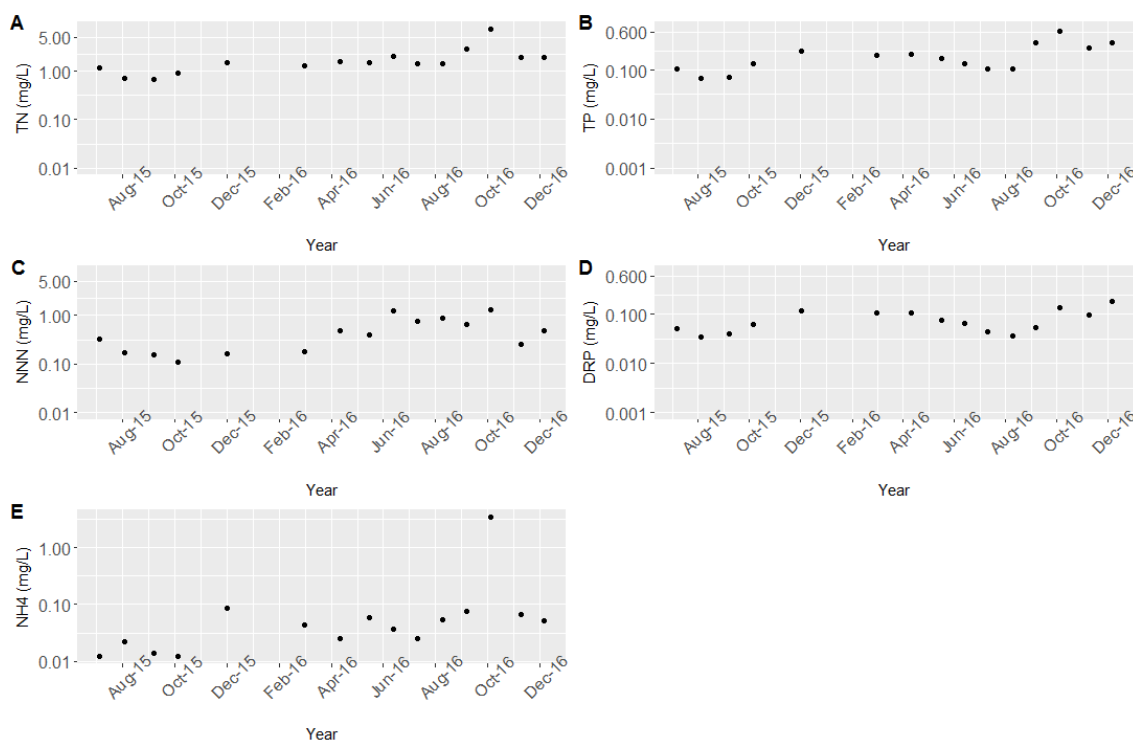 A
TN (mg/L)
5.00
1.00
0.10
0.01
Aug-15
Oct-15
Dec-15
Feb-16
Apr-16
Jun-16
Aug-16
Oct-16
Dec-16
Year
B
TP (mg/L)
0.600
0.100
0.010
0.001
Aug-15
Oct-15
Dec-15
Feb-16
Apr-16
Jun-16
Aug-16
Oct-16
Dec-16
Year
C
NNN (mg/L)
5.00
1.00
0.10
0.01
Aug-15
Oct-15
Dec-15
Feb-16
Apr-16
Jun-16
Aug-16
Oct-16
Dec-16
Year
D
DRP (mg/L)
0.600
0.100
0.010
0.001
Aug-15
Oct-15
Dec-15
Feb-16
Apr-16
Jun-16
Aug-16
Oct-16
Dec-16
Year
E
NH4 (mg/L)
1.00
0.10
0.01
Aug-15
Oct-15
Dec-15
Feb-16
Apr-16
Jun-16
Aug-16
Oct-16
Dec-16
Year